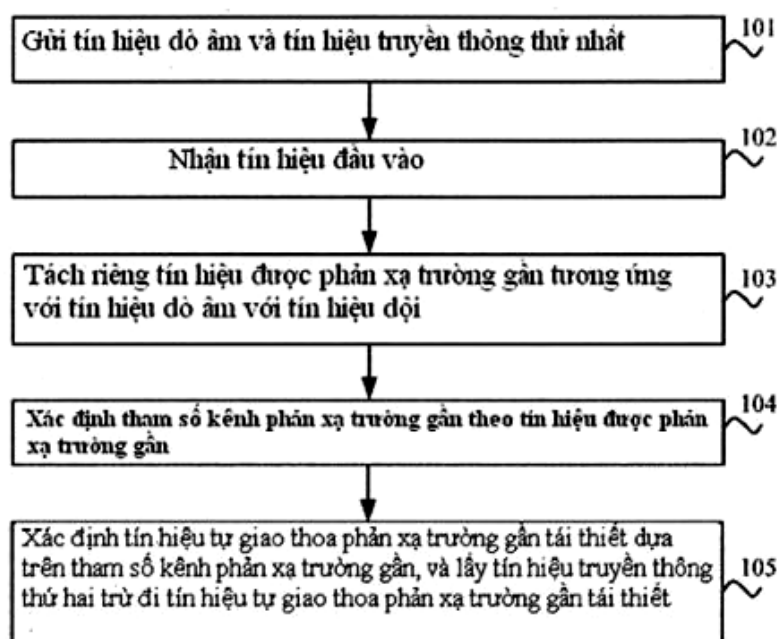 Gửi tín hiệu dò âm và tín hiệu truyền thông thứ nhất
101
Nhận tín hiệu đầu vào
102
Tách riêng tín hiệu được phản xạ trường gần tương ứng
với tín hiệu dò âm với tín hiệu dội
103
Xác định tham số kênh phản xạ trường gần theo tín hiệu được phản
xạ trường gần
104
Xác định tín hiệu tự giao thoa phản xạ trường gần tái thiết dựa
trên tham số kênh phản xạ trường gần, và lấy tín hiệu truyền thông
thứ hai trừ đi tín hiệu tự giao thoa phản xạ trường gần tái thiết
105